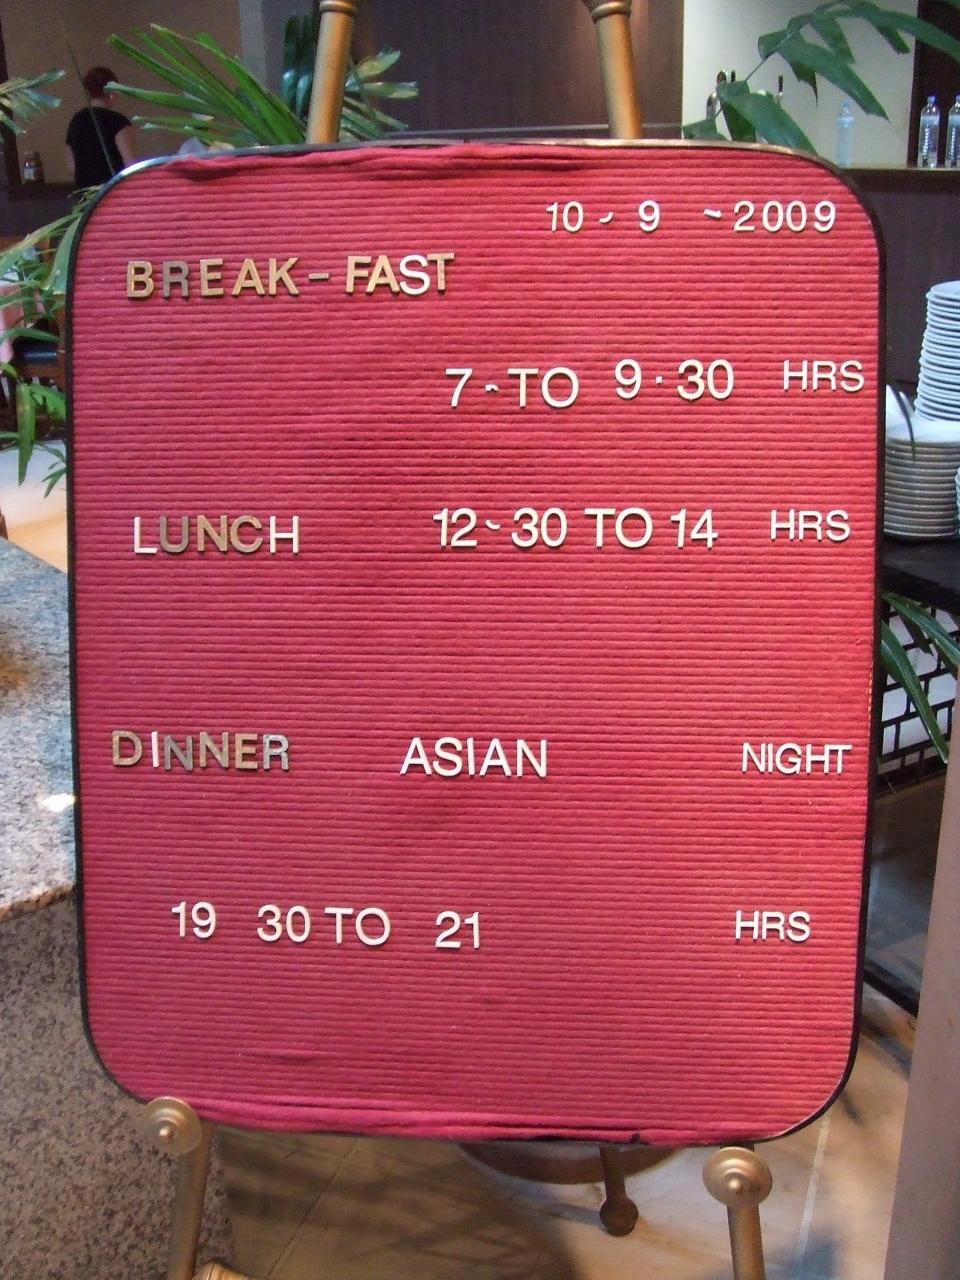 10 - 9 - 2009
BREAK - FAST
7 - TO 9.30 HRS
LUNCH 12-30 TO 14 HRS
DINNER ASIAN NIGHT
19 30 TO 21 HRS